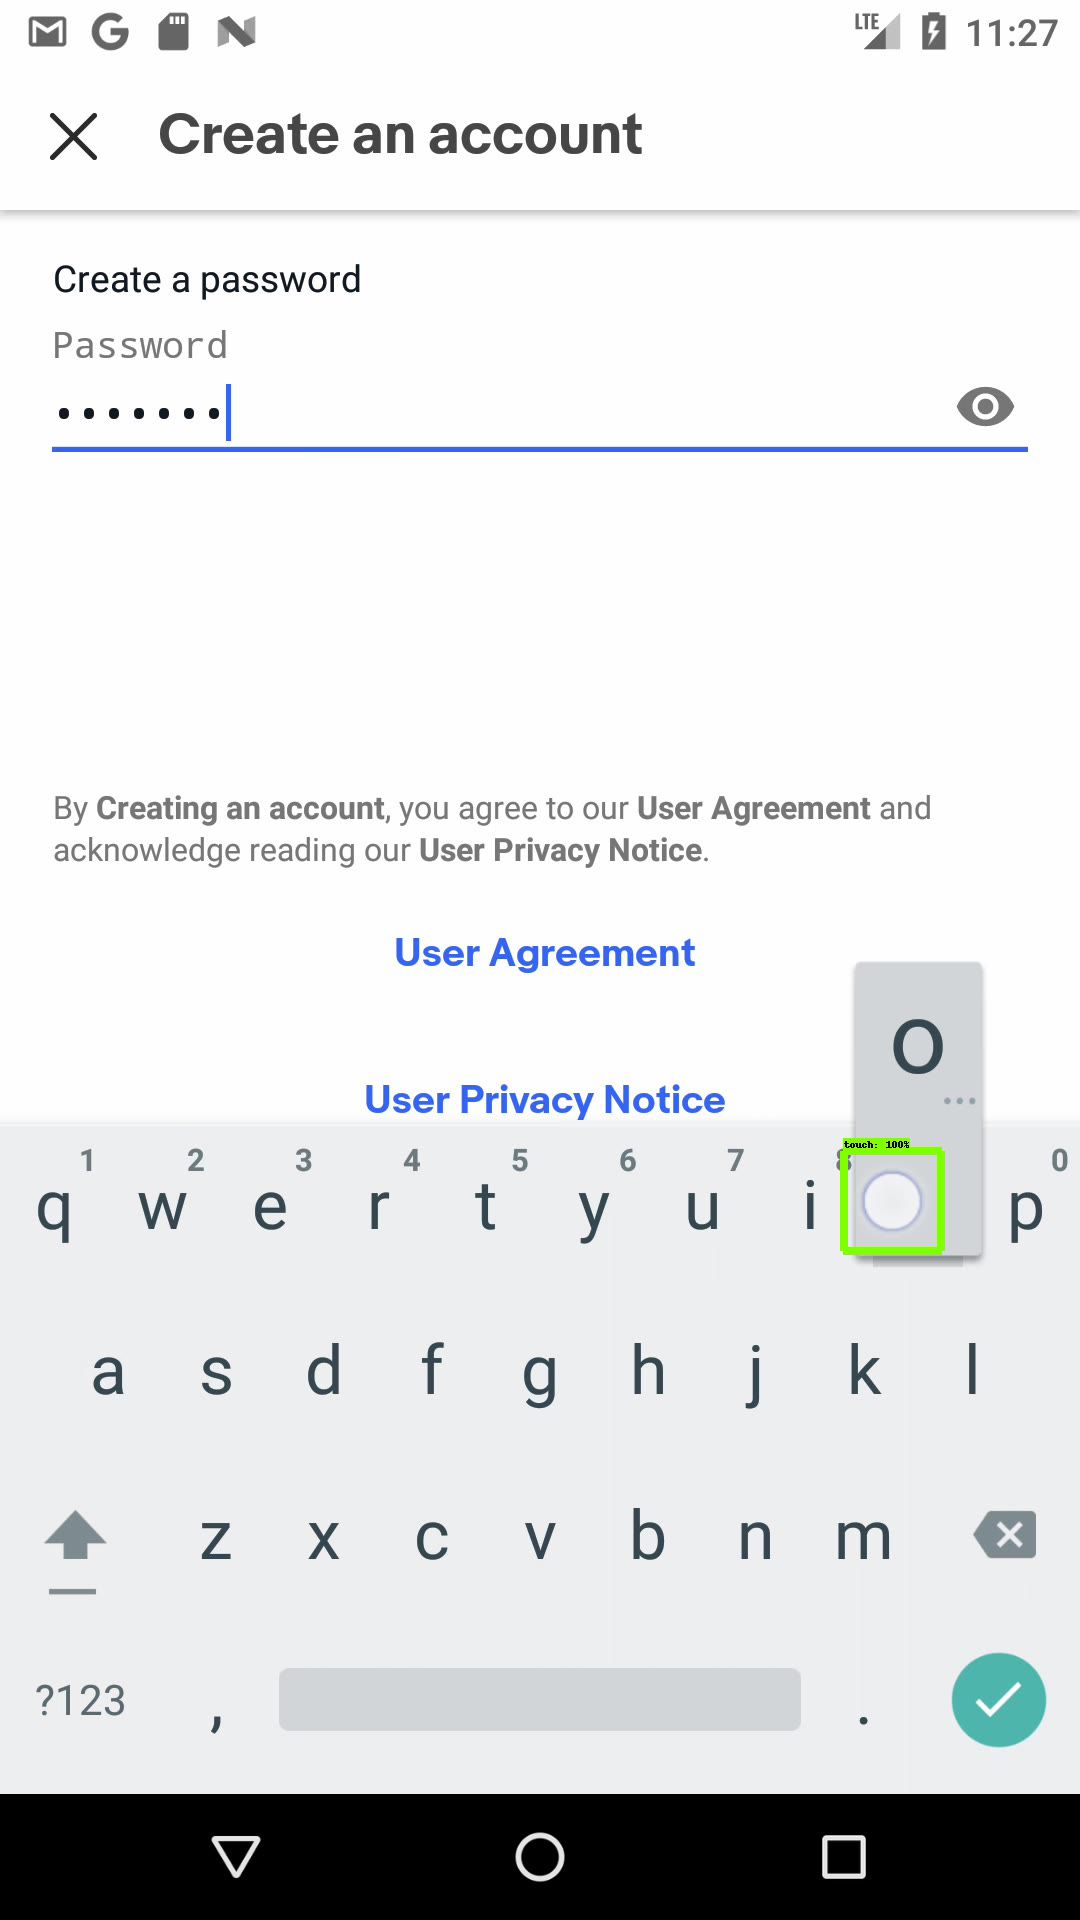 LTE 11:27
Create an account
Create a password
Password
•••••••
By Creating an account, you agree to our User Agreement and
acknowledge reading our User Privacy Notice.
User Agreement
O
User Privacy Notice
touch: 100%
1 2 3 4 5 6 7 8 0
q w e r t y u i p
a s d f g h j k l
z x c v b n m
?123 , .